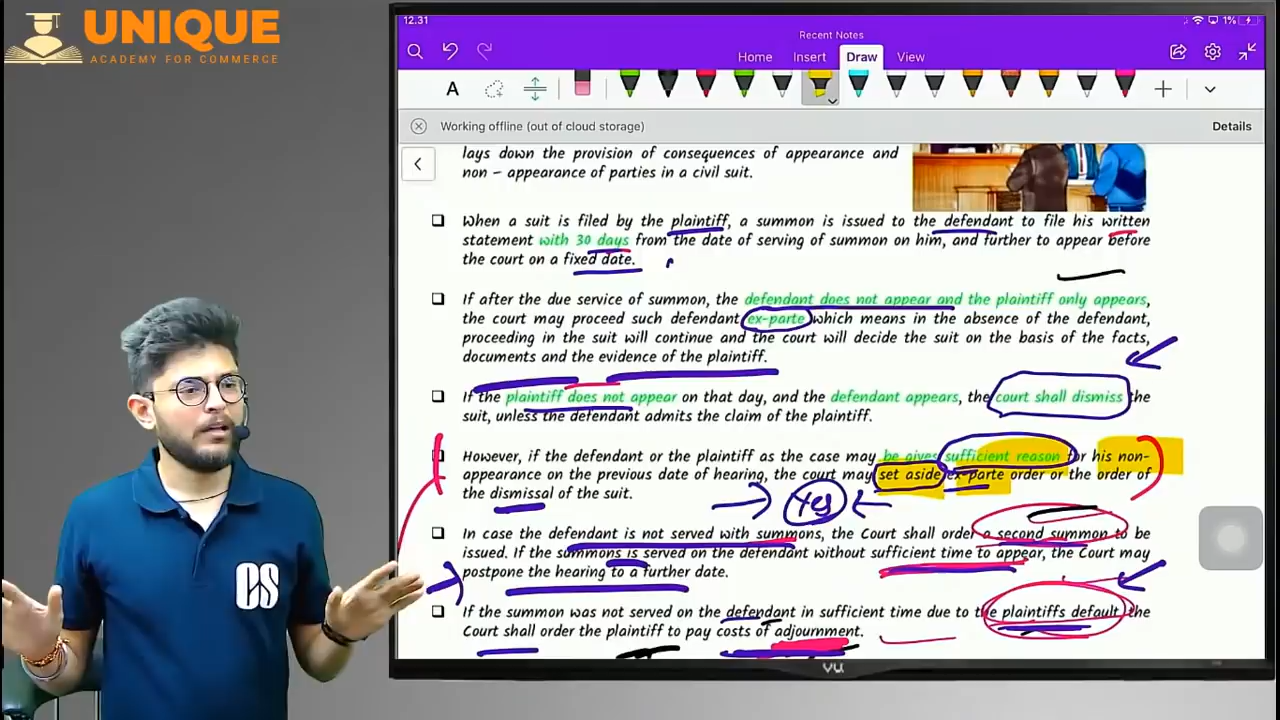 UNIQUE
ACADEMY FOR COMMERCE
12.31
1%
Recent Notes
Home Insert Draw View
A
Working offline (out of cloud storage)
Details
lays down the provision of consequences of appearance and
non – appearance of parties in a civil suit.
When a suit is filed by the plaintiff, a summon is issued to the defendant to file his written
statement with 30 days from the date of serving of summon on him, and further to appear before
the court on a fixed date.
If after the due service of summon, the defendant does not appear and the plaintiff only appears,
the court may proceed such defendant ex-parte which means in the absence of the defendant,
proceeding in the suit will continue and the court will decide the suit on the basis of the facts,
documents and the evidence of the plaintiff.
If the plaintiff does not appear on that day, and the defendant appears, the court shall dismiss the
suit, unless the defendant admits the claim of the plaintiff.
However, if the defendant or the plaintiff as the case may be gives sufficient reason for his non-
appearance on the previous date of hearing, the court may set aside ex-parte order or the order of
the dismissal of the suit.
Yes
In case the defendant is not served with summons, the Court shall order a second summon to be
issued. If the summons is served on the defendant without sufficient time to appear, the Court may
postpone the hearing to a further date.
If the summon was not served on the defendant in sufficient time due to the plaintiffs default the
Court shall order the plaintiff to pay costs of adjournment.
CS
vu